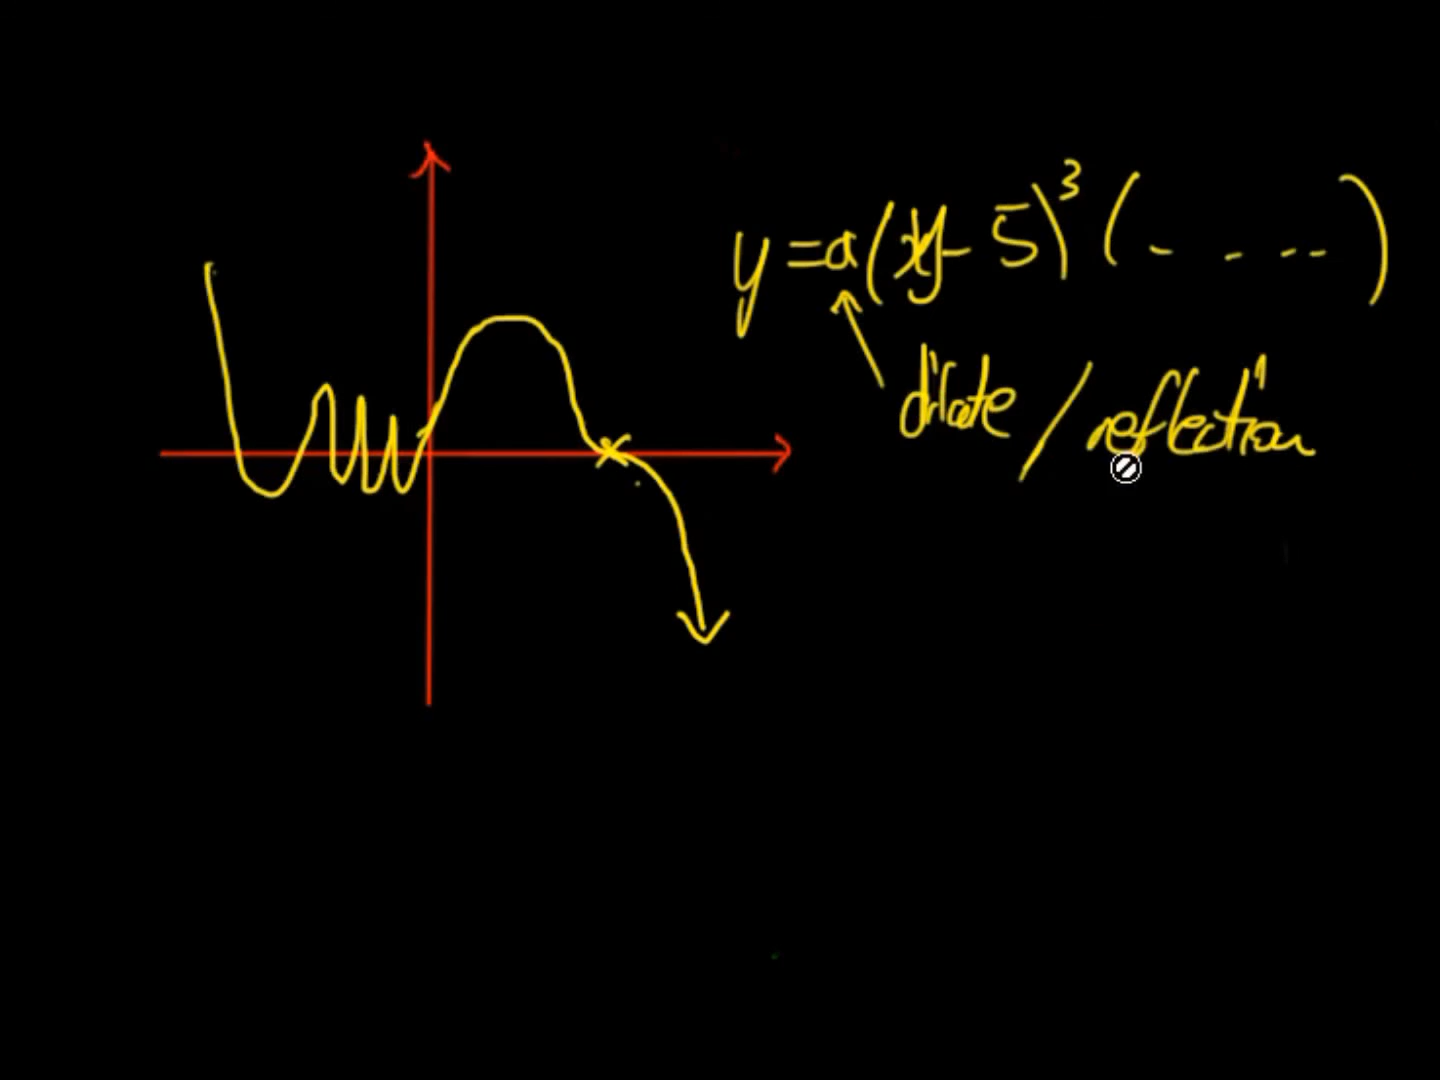 y = a(x - 5)³ (- - - -)
dilate / reflection